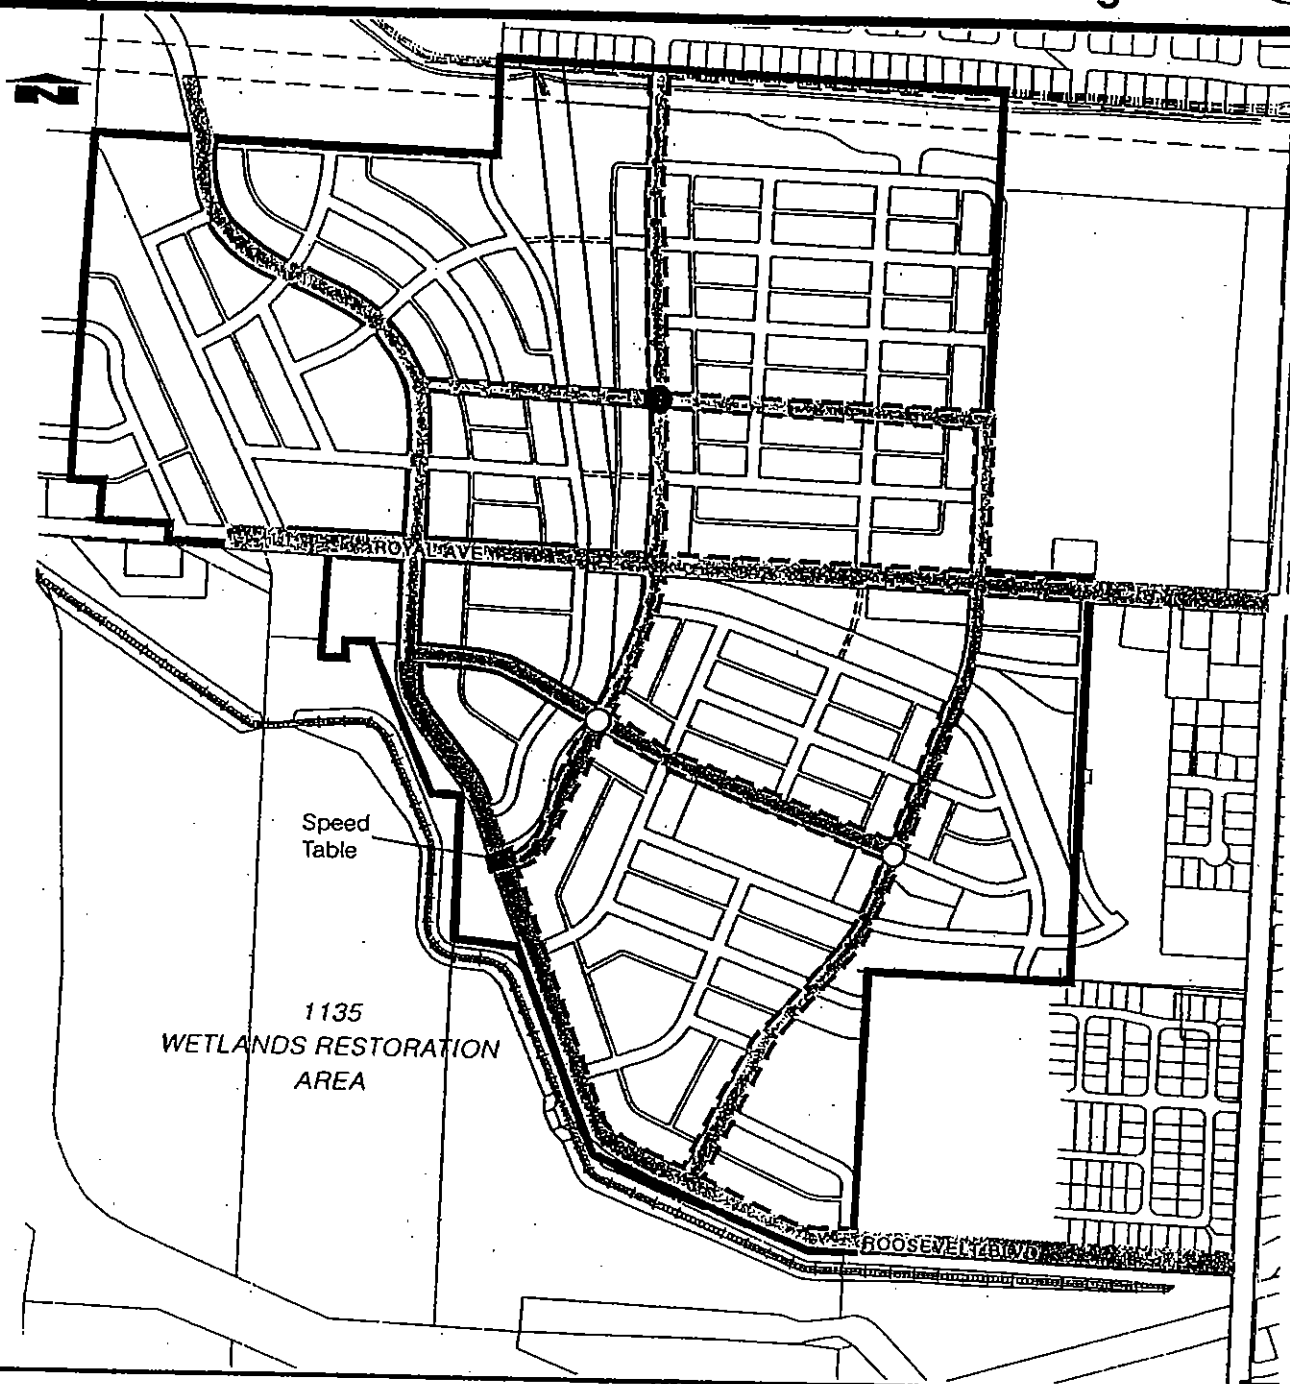 N
ROYAL AVE
Speed
Table
1135
WETLANDS RESTORATION
AREA
ROOSEVELT BLVD